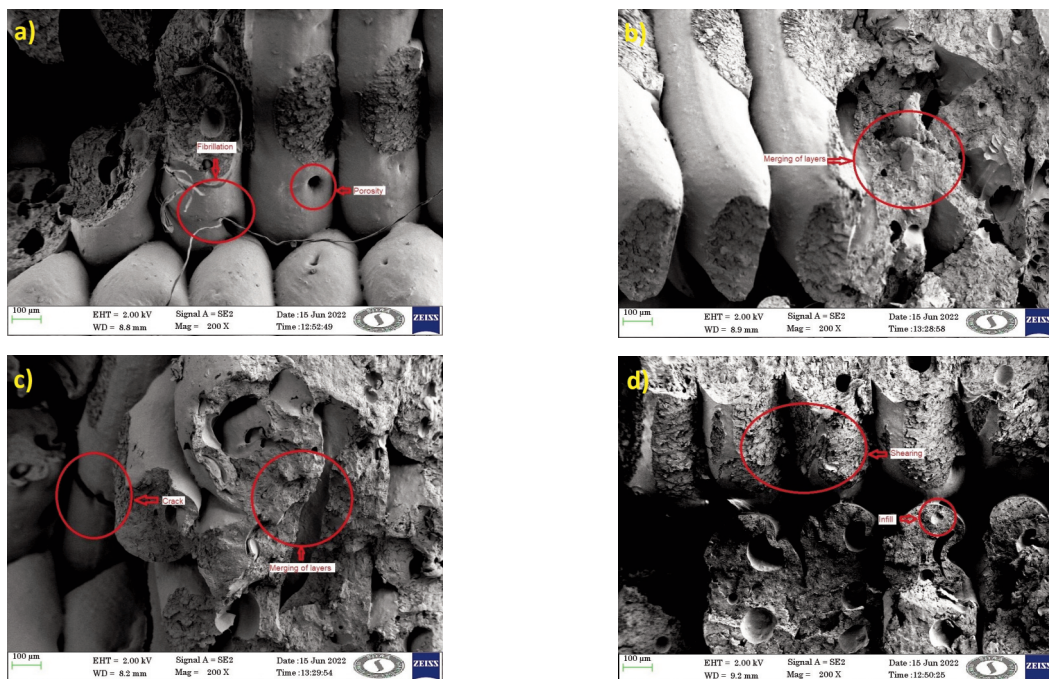 a)
Fibrillation
Porosity
100 µm
EHT = 2.00 kV
Signal A = SE2
Date :15 Jun 2022
WD = 8.8 mm
Mag = 200 X
Time :12:52:49
ZEISS
b)
Merging of layers
100 µm
EHT = 2.00 kV
Signal A = SE2
Date :15 Jun 2022
WD = 8.9 mm
Mag = 200 X
Time :13:28:58
ZEISS
c)
Crack
Merging of layers
100 µm
EHT = 2.00 kV
Signal A = SE2
Date :15 Jun 2022
WD = 8.2 mm
Mag = 200 X
Time :13:29:54
ZEISS
d)
Shearing
Infill
100 µm
EHT = 2.00 kV
Signal A = SE2
Date :15 Jun 2022
WD = 9.2 mm
Mag = 200 X
Time :12:50:25
ZEISS